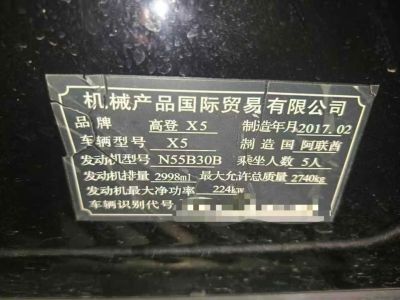 机械产品国际贸易有限公司
品牌 高登 X5 制造年月 2017.02
车辆型号 X5 制造国 阿联酋
发动机型号 N55B30B 乘坐人数 5人
发动机排量 2998ml 最大允许总质量 2740kg
发动机最大净功率 224kw
车辆识别代号